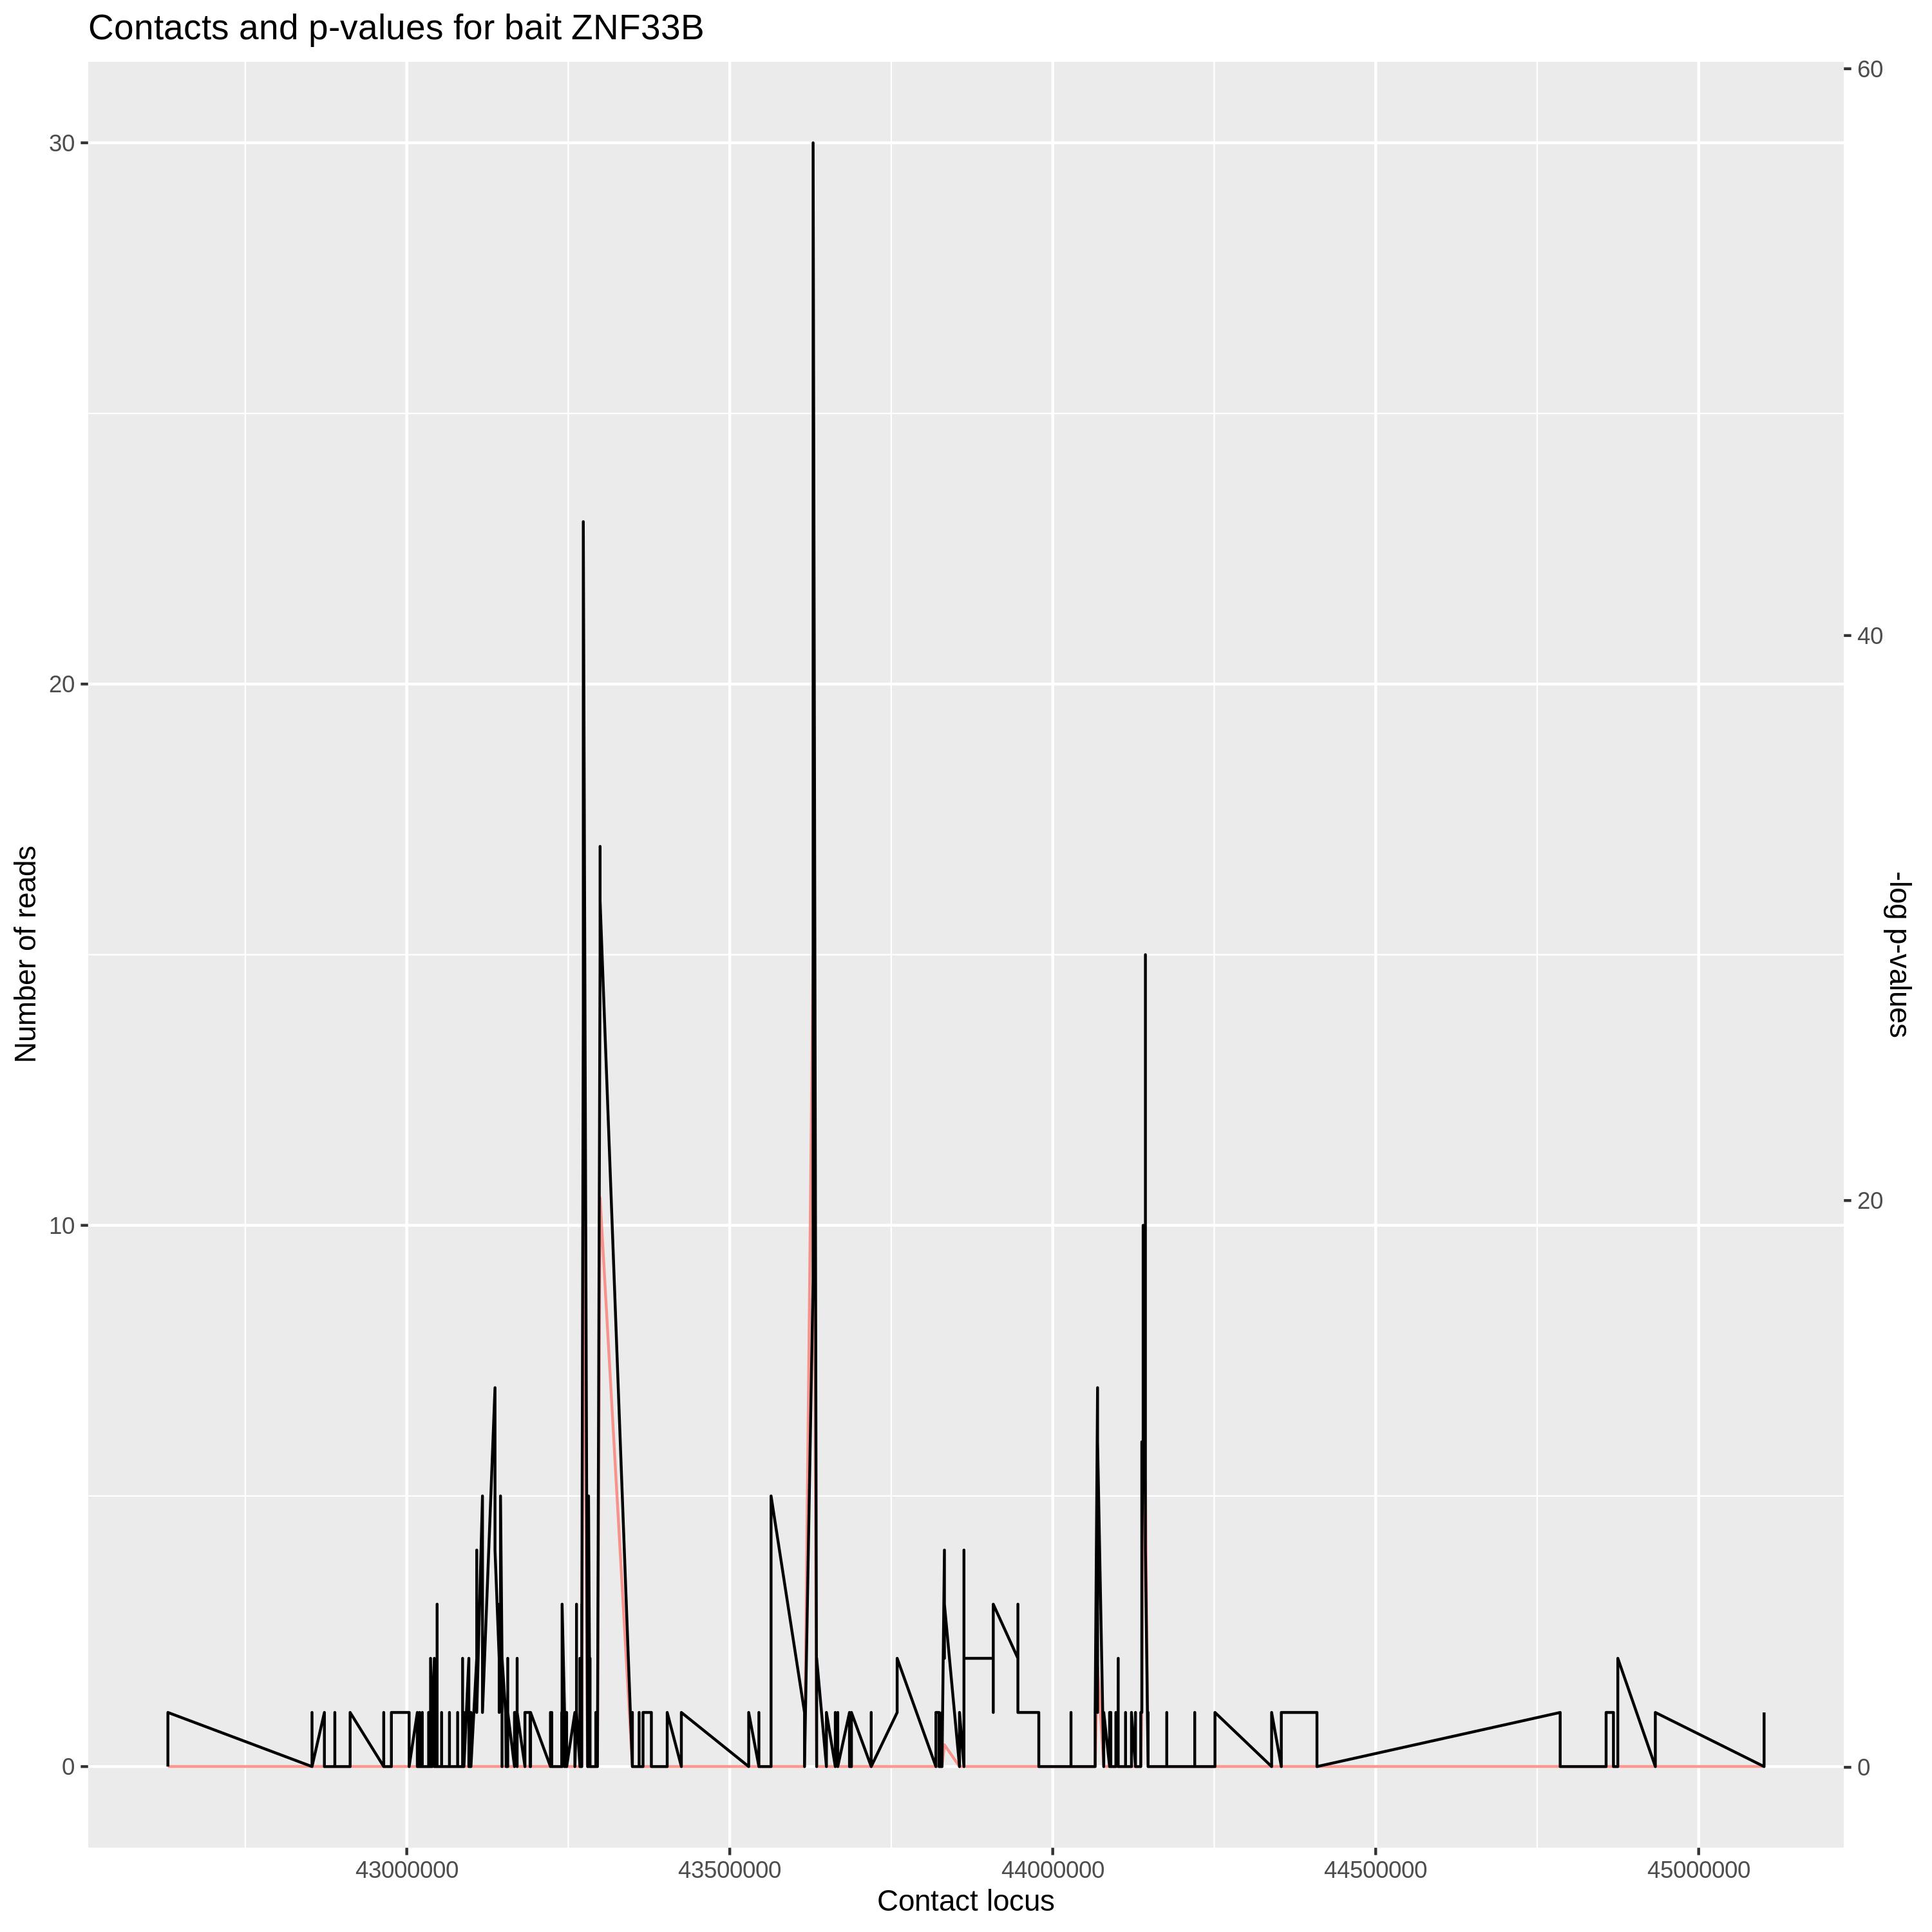 Contacts and p-values for bait ZNF33B
60
30
40
20
20
10
0
0
Number of reads
-log p-values
43000000 43500000 44000000 44500000 45000000
Contact locus